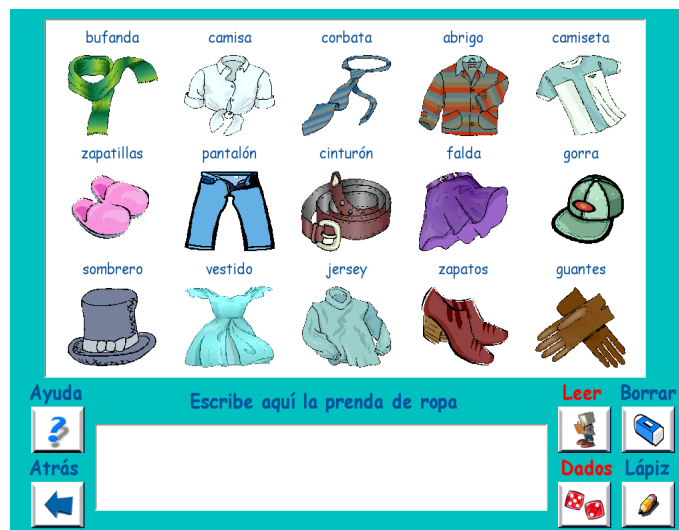 bufanda camisa corbata abrigo camiseta
zapatillas pantalón cinturón falda gorra
sombrero vestido jersey zapatos guantes
Ayuda Escribe aquí la prenda de ropa Leer Borrar
Atrás Dados Lápiz